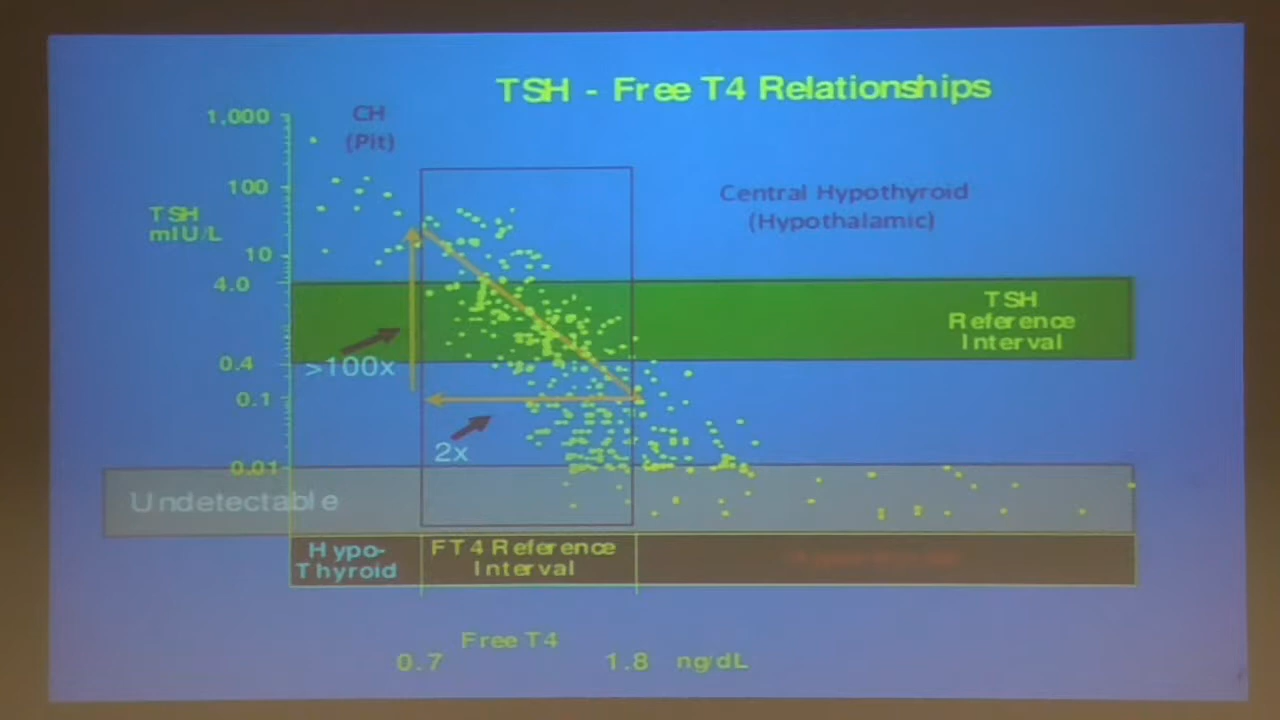 TSH - Free T4 Relationships
1,000
CH
(Pit)
100
Central Hypothyroid
(Hypothalamic)
TSH
mIU/L
10
4.0
TSH
Reference
Interval
0.4
>100x
0.1
2x
0.01
Undetectable
Hypo-
Thyroid
FT4 Reference
Interval
Free T4
0.7
1.8 ng/dL